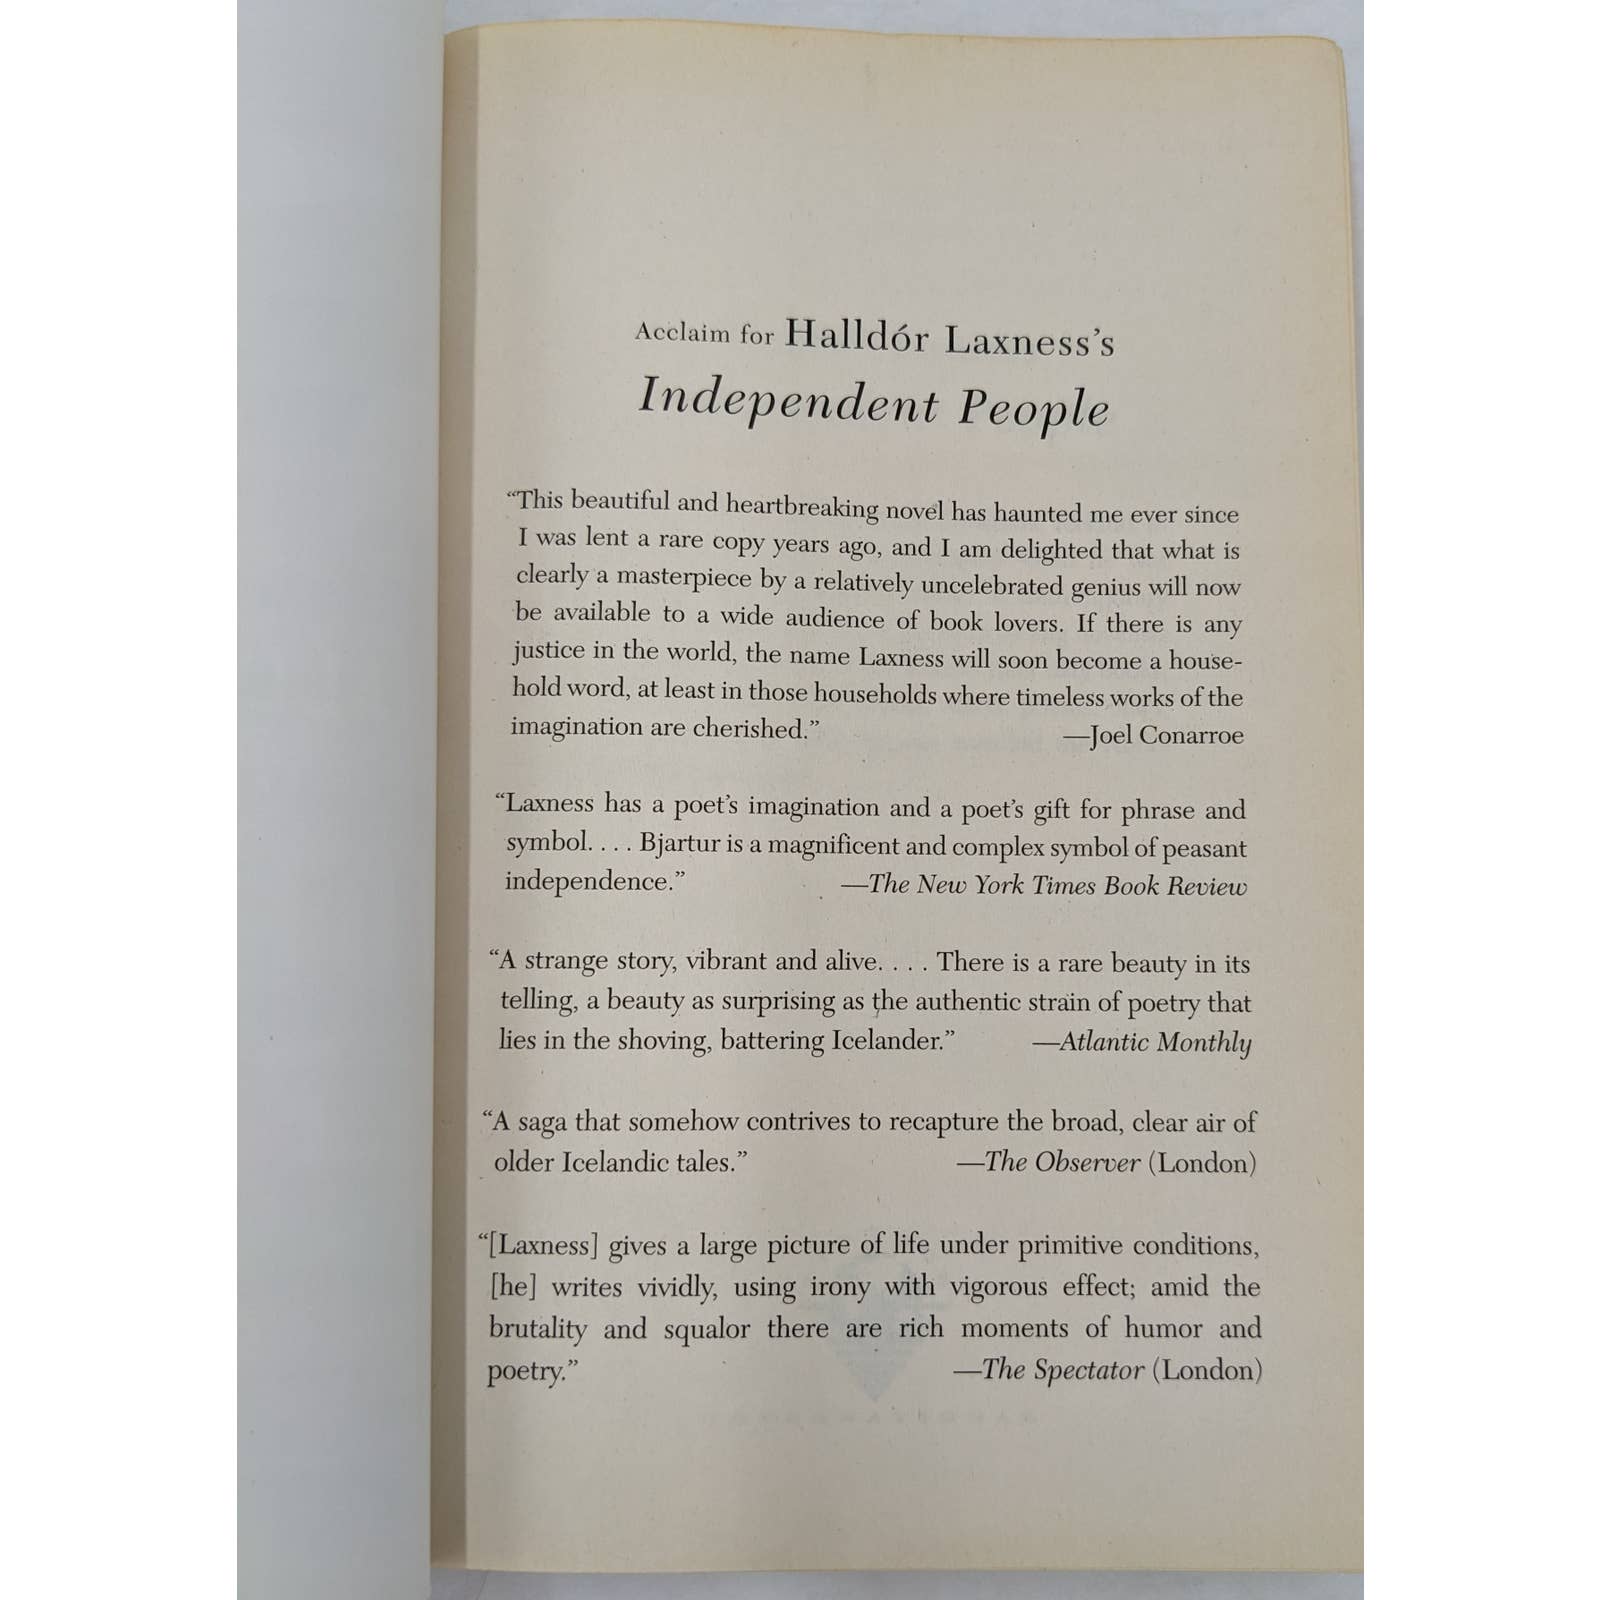 Acclaim for Halldór Laxness's
Independent People
“This beautiful and heartbreaking novel has haunted me ever since
I was lent a rare copy years ago, and I am delighted that what is
clearly a masterpiece by a relatively uncelebrated genius will now
be available to a wide audience of book lovers. If there is any
justice in the world, the name Laxness will soon become a house-
hold word, at least in those households where timeless works of the
imagination are cherished.” —Joel Conarroe
“Laxness has a poet’s imagination and a poet’s gift for phrase and
symbol. . . . Bjartur is a magnificent and complex symbol of peasant
independence.” —The New York Times Book Review
“A strange story, vibrant and alive. . . . There is a rare beauty in its
telling, a beauty as surprising as the authentic strain of poetry that
lies in the shoving, battering Icelander.” —Atlantic Monthly
“A saga that somehow contrives to recapture the broad, clear air of
older Icelandic tales.” —The Observer (London)
“[Laxness] gives a large picture of life under primitive conditions,
[he] writes vividly, using irony with vigorous effect; amid the
brutality and squalor there are rich moments of humor and
poetry.” —The Spectator (London)